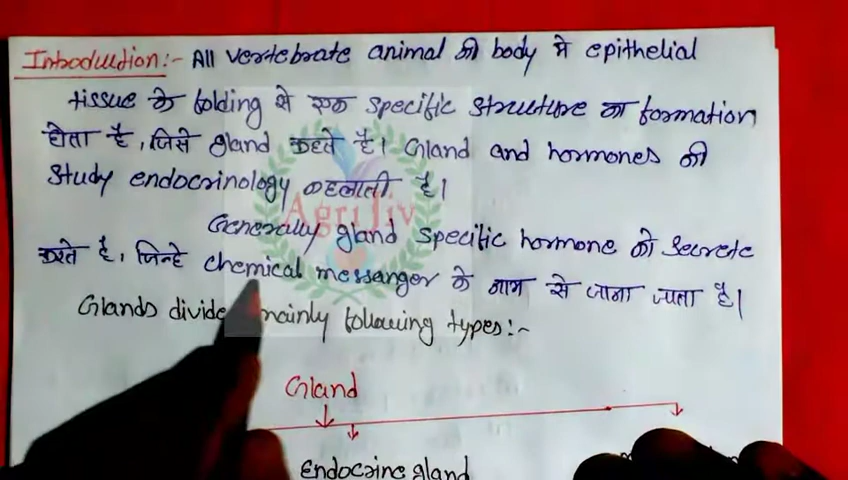 Introduction:- All vertebrate animal की body मे epithelial
tissue के folding से एक specific structure का formation
होता है, जिसे gland कहते है। Gland and hormones की
study endocrinology कहलाती है।
AgriJiv
Generally gland specific hormone को secrete
करते है, जिन्हे chemical messanger के नाम से जाना जाता है।
Glands divide mainly following types:-
Gland
Endocrine gland